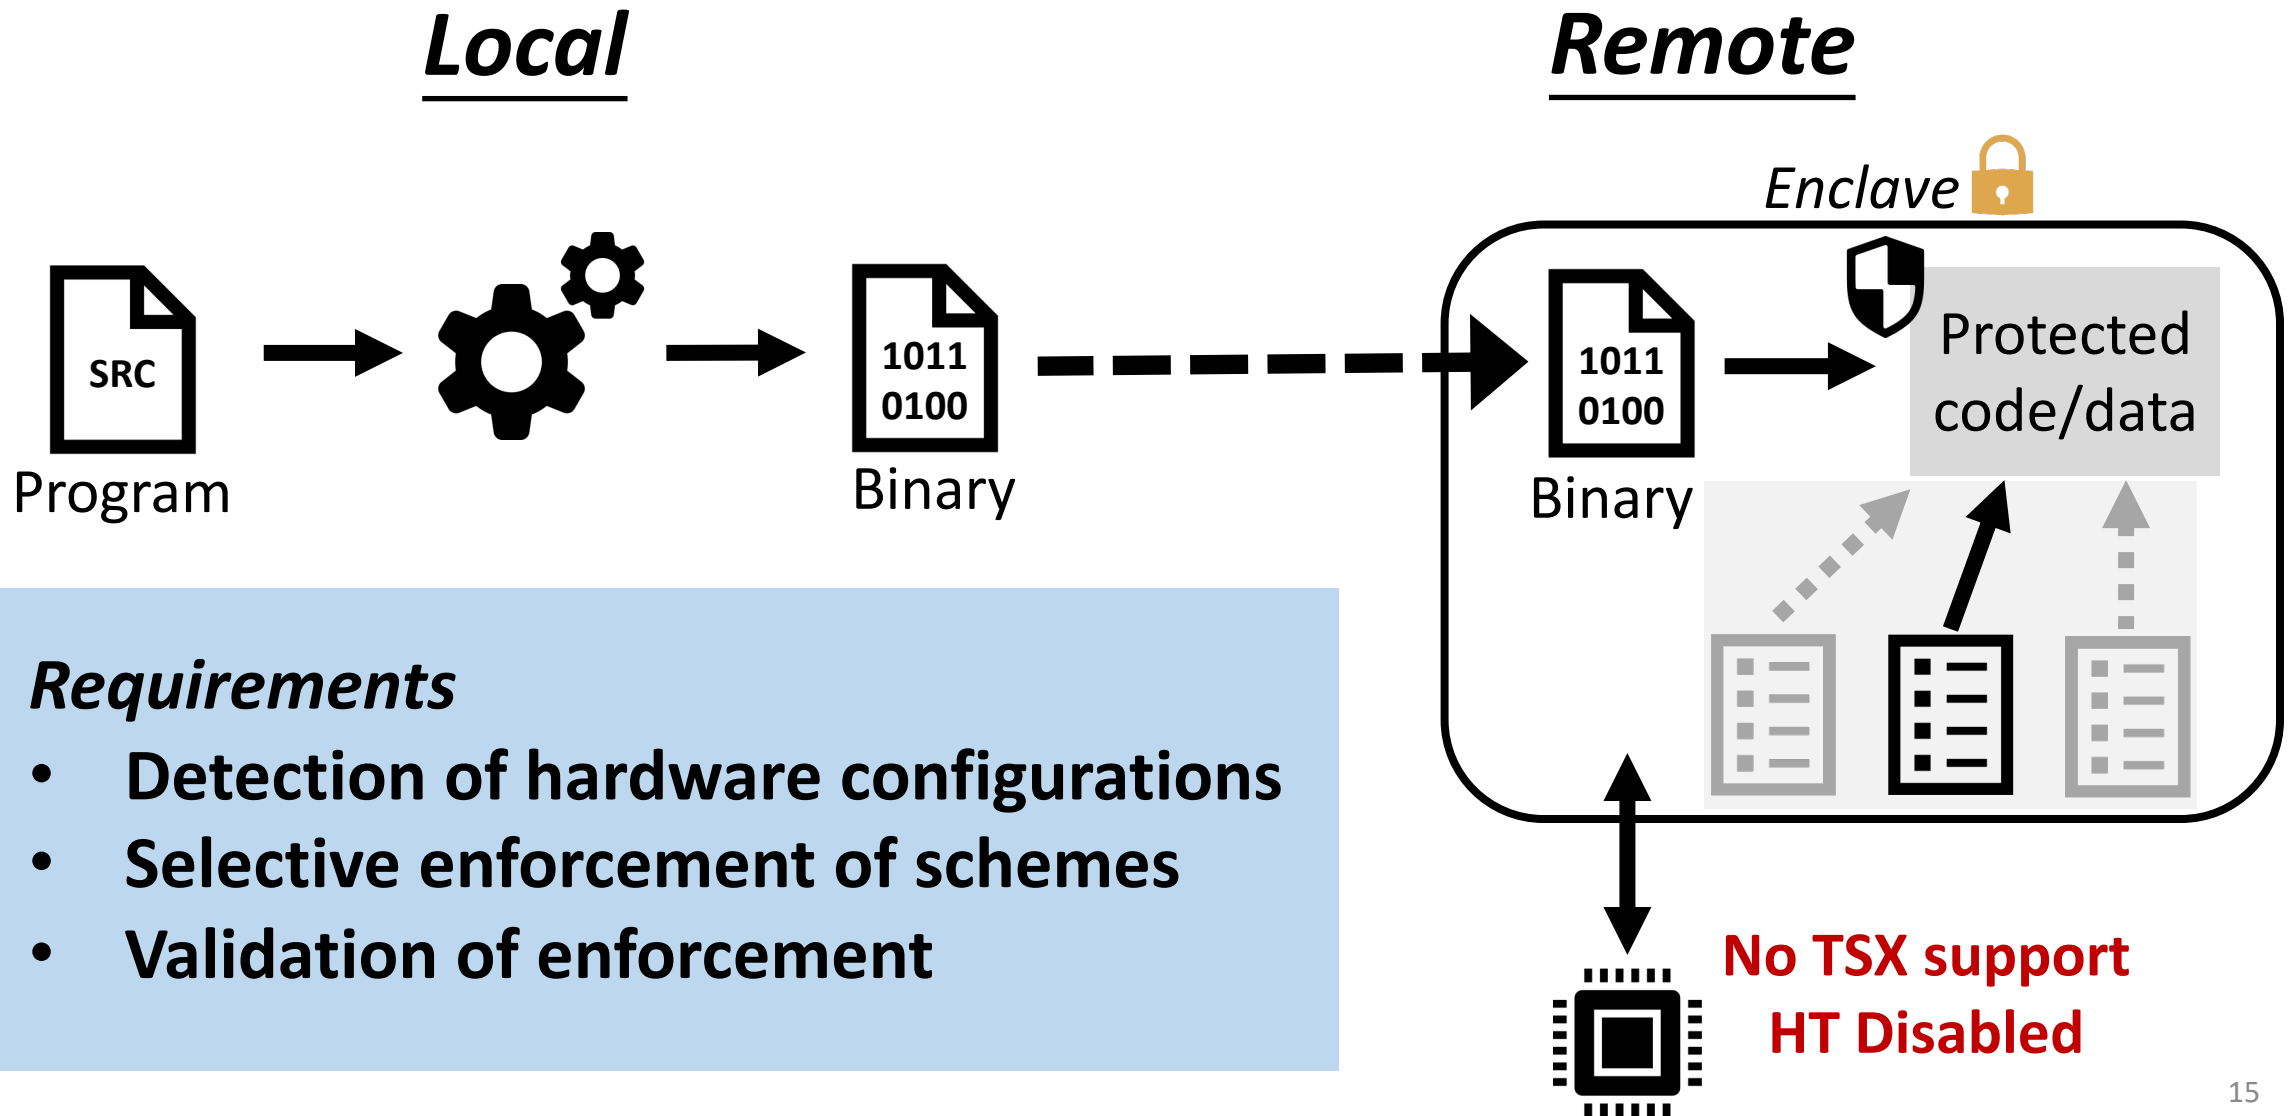 Local
Remote
Enclave
SRC
1011
0100
1011
0100
Protected
code/data
Program
Binary
Binary
Requirements
• Detection of hardware configurations
• Selective enforcement of schemes
• Validation of enforcement
No TSX support
HT Disabled
15